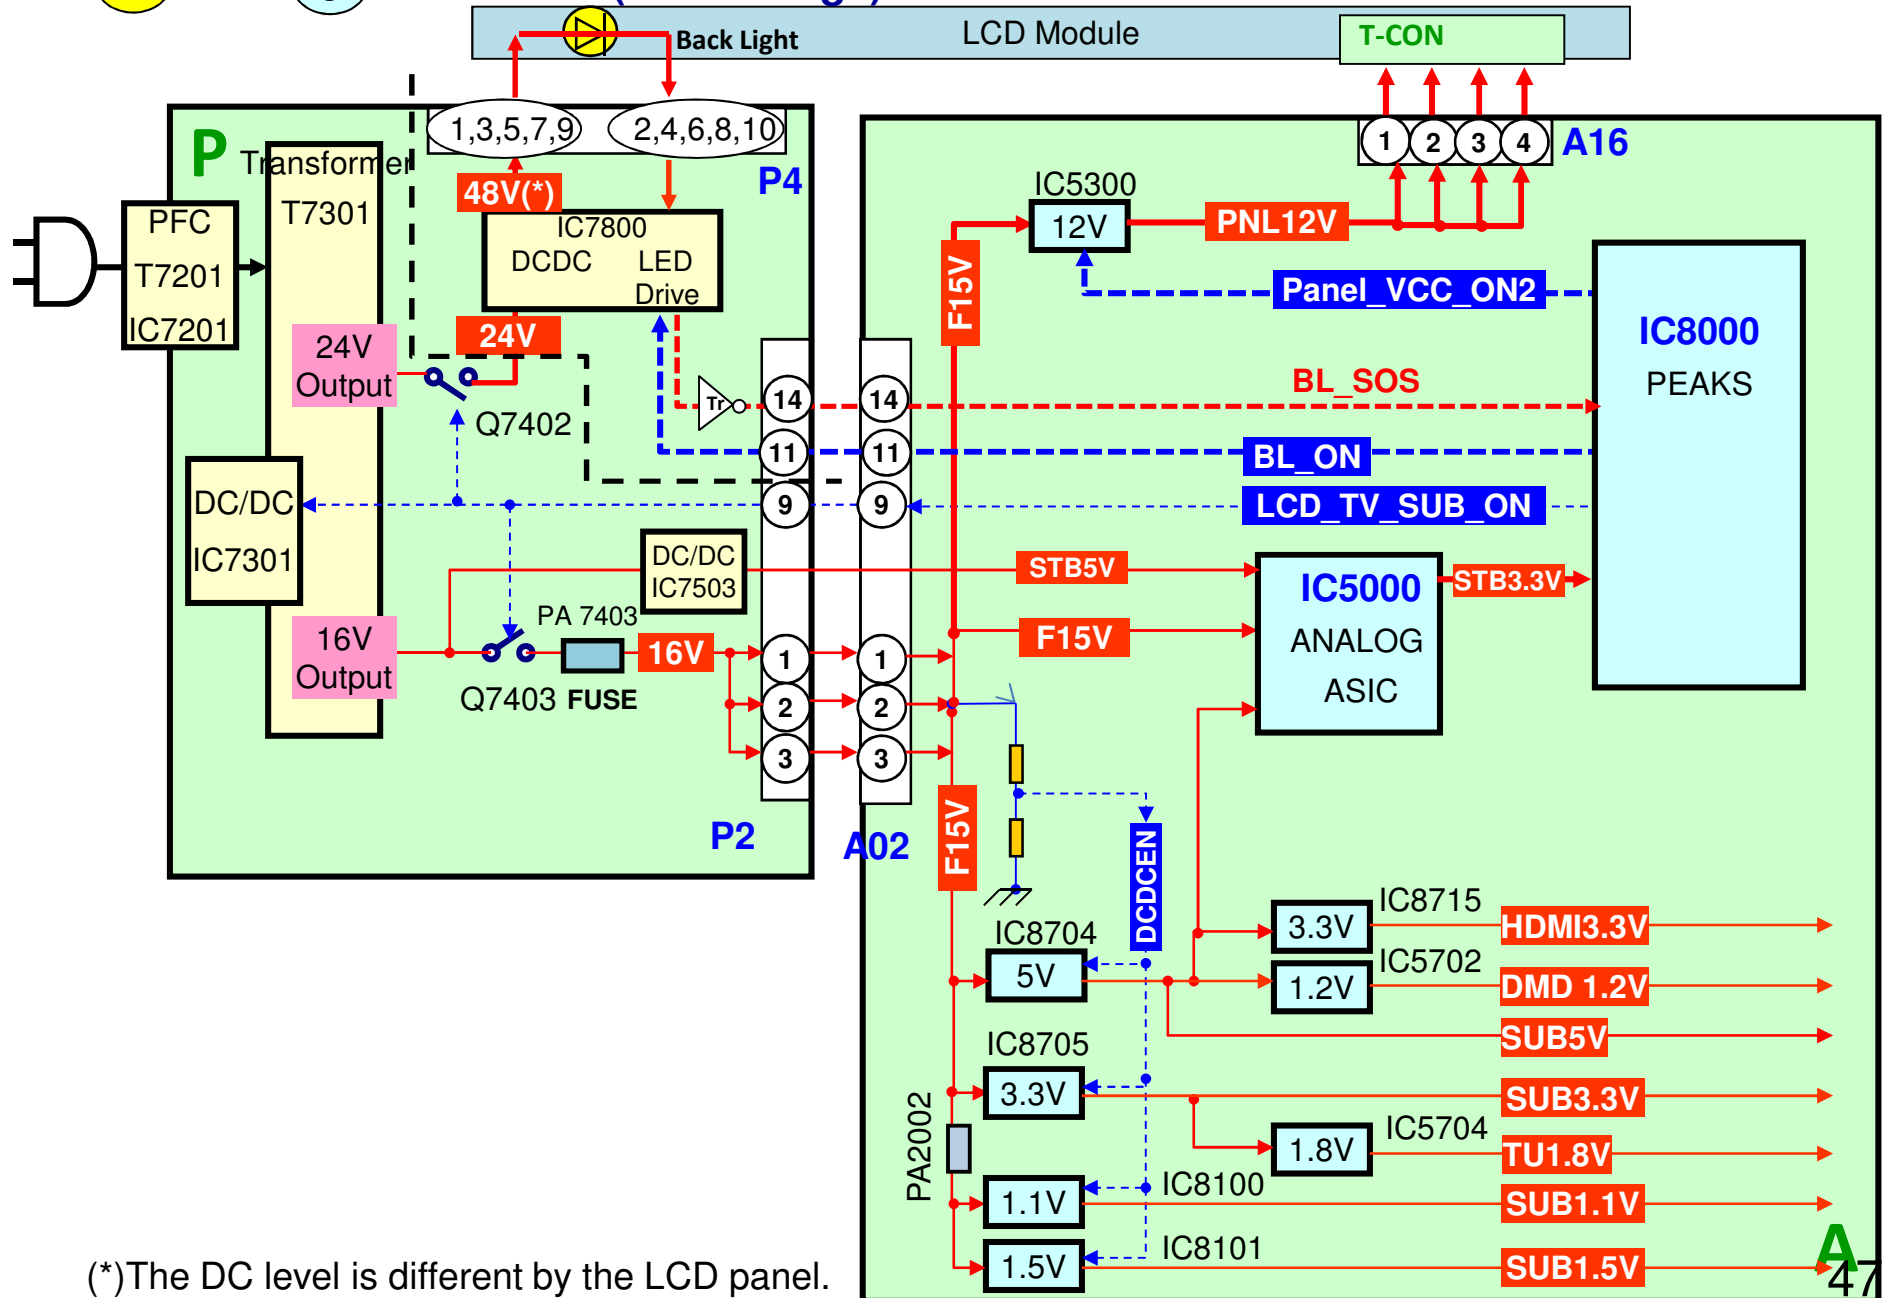 LCD Module
Back Light
T-CON
P
Transformer
T7301
1,3,5,7,9
2,4,6,8,10
P4
48V(*)
PFC
T7201
IC7201
IC7800
DCDC
LED
Drive
24V
24V
Output
Q7402
Tr
14
11
9
14
11
9
DC/DC
IC7301
DC/DC
IC7503
PA 7403
16V
Output
16V
Q7403
FUSE
1
2
3
1
2
3
P2
A02
1
2
3
4
A16
IC5300
12V
PNL12V
F15V
Panel_VCC_ON2
IC8000
PEAKS
BL_SOS
BL_ON
LCD_TV_SUB_ON
STB5V
F15V
IC5000
ANALOG
ASIC
STB3.3V
F15V
DCDCEN
IC8704
5V
IC8715
3.3V
HDMI3.3V
IC5702
1.2V
DMD 1.2V
SUB5V
IC8705
3.3V
SUB3.3V
PA2002
IC5704
1.8V
TU1.8V
IC8100
1.1V
SUB1.1V
IC8101
1.5V
SUB1.5V
A
47
(*)The DC level is different by the LCD panel.